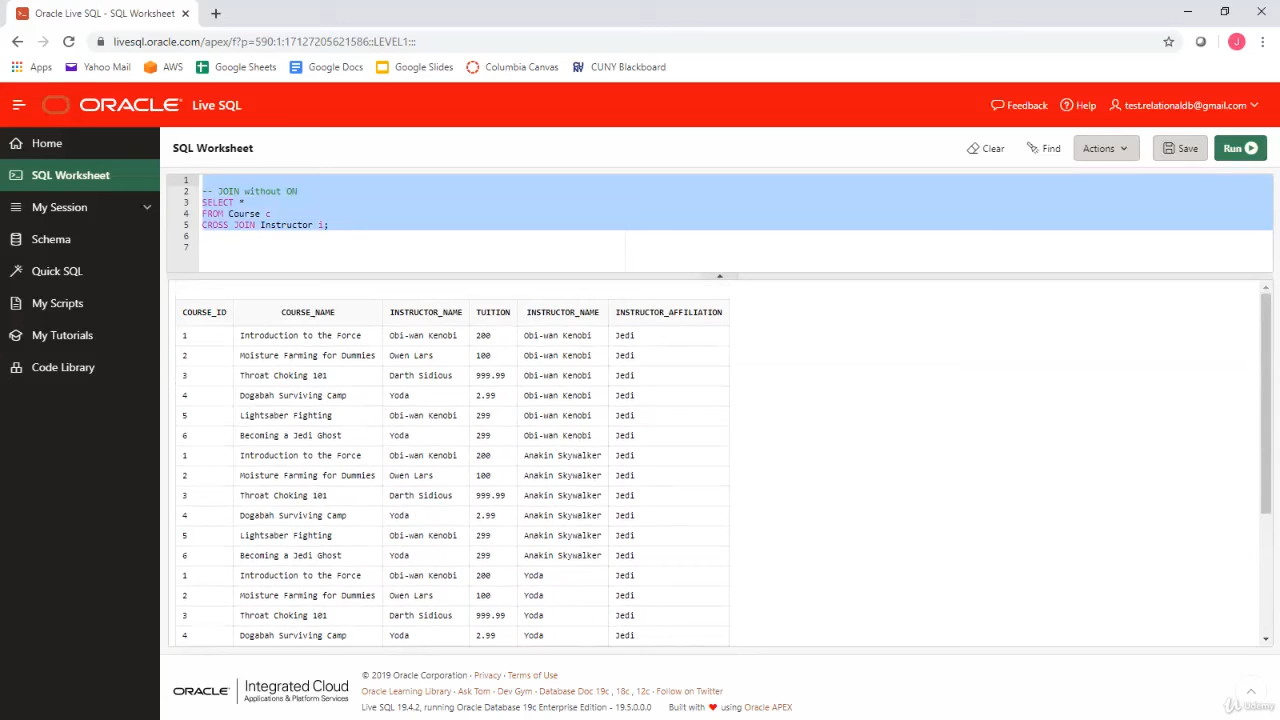 Oracle Live SQL - SQL Worksheet
livesql.oracle.com/apex/f?p=590:1:17127205621586::LEVEL1:::
J
Apps Yahoo Mail AWS Google Sheets Google Docs Google Slides Columbia Canvas CUNY Blackboard
ORACLE Live SQL Feedback Help test.relationaldb@gmail.com
Home
SQL Worksheet
My Session
Schema
Quick SQL
My Scripts
My Tutorials
Code Library
SQL Worksheet Clear Find Actions Save Run
1
2 -- JOIN without ON
3 SELECT *
4 FROM Course c
5 CROSS JOIN Instructor i;
6
7
COURSE_ID COURSE_NAME INSTRUCTOR_NAME TUITION INSTRUCTOR_NAME INSTRUCTOR_AFFILIATION
1 Introduction to the Force Obi-wan Kenobi 200 Obi-wan Kenobi Jedi
2 Moisture Farming for Dummies Owen Lars 100 Obi-wan Kenobi Jedi
3 Throat Choking 101 Darth Sidious 999.99 Obi-wan Kenobi Jedi
4 Dogabah Surviving Camp Yoda 2.99 Obi-wan Kenobi Jedi
5 Lightsaber Fighting Obi-wan Kenobi 299 Obi-wan Kenobi Jedi
6 Becoming a Jedi Ghost Yoda 299 Obi-wan Kenobi Jedi
1 Introduction to the Force Obi-wan Kenobi 200 Anakin Skywalker Jedi
2 Moisture Farming for Dummies Owen Lars 100 Anakin Skywalker Jedi
3 Throat Choking 101 Darth Sidious 999.99 Anakin Skywalker Jedi
4 Dogabah Surviving Camp Yoda 2.99 Anakin Skywalker Jedi
5 Lightsaber Fighting Obi-wan Kenobi 299 Anakin Skywalker Jedi
6 Becoming a Jedi Ghost Yoda 299 Anakin Skywalker Jedi
1 Introduction to the Force Obi-wan Kenobi 200 Yoda Jedi
2 Moisture Farming for Dummies Owen Lars 100 Yoda Jedi
3 Throat Choking 101 Darth Sidious 999.99 Yoda Jedi
4 Dogabah Surviving Camp Yoda 2.99 Yoda Jedi
ORACLE Integrated Cloud
Applications & Platform Services
© 2019 Oracle Corporation · Privacy · Terms of Use
Oracle Learning Library · Ask Tom · Dev Gym · Database Doc 19c , 18c , 12c · Follow on Twitter
Live SQL 19.4.2, running Oracle Database 19c Enterprise Edition - 19.5.0.0.0 Built with ❤ using Oracle APEX
Udemy